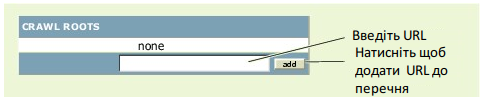 CRAWL ROOTS
none
add
Введіть URL
Натисніть щоб
додати URL до
перечня